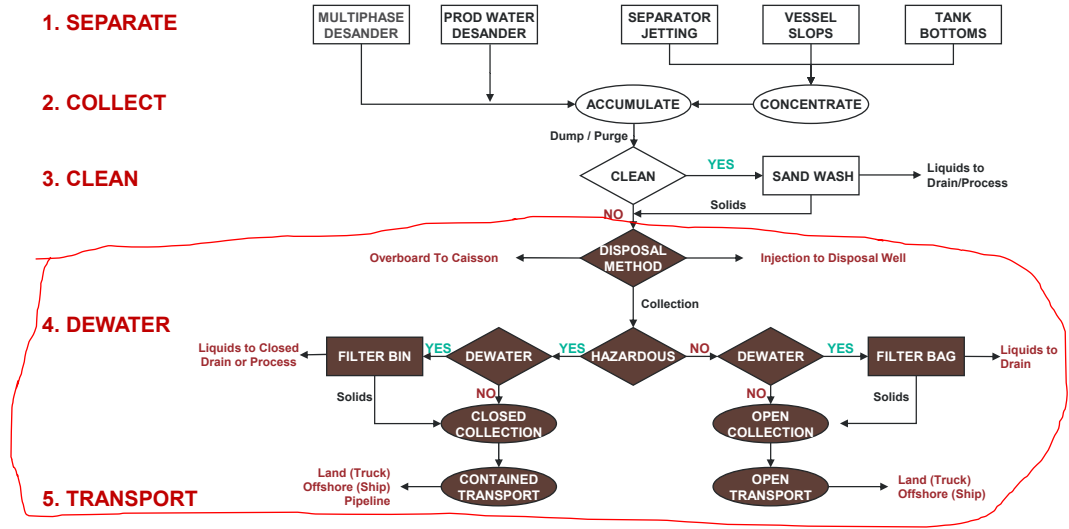 1. SEPARATE
MULTIPHASE
DESANDER
PROD WATER
DESANDER
SEPARATOR
JETTING
VESSEL
SLOPS
TANK
BOTTOMS
2. COLLECT
ACCUMULATE
CONCENTRATE
Dump / Purge
3. CLEAN
CLEAN
YES
SAND WASH
Liquids to
Drain/Process
Solids
NO
DISPOSAL
METHOD
Overboard To Caisson
Injection to Disposal Well
Collection
4. DEWATER
Liquids to Closed
Drain or Process
FILTER BIN
YES
DEWATER
YES
HAZARDOUS
NO
DEWATER
YES
FILTER BAG
Liquids to
Drain
Solids
NO
NO
Solids
CLOSED
COLLECTION
OPEN
COLLECTION
5. TRANSPORT
Land (Truck)
Offshore (Ship)
Pipeline
CONTAINED
TRANSPORT
OPEN
TRANSPORT
Land (Truck)
Offshore (Ship)